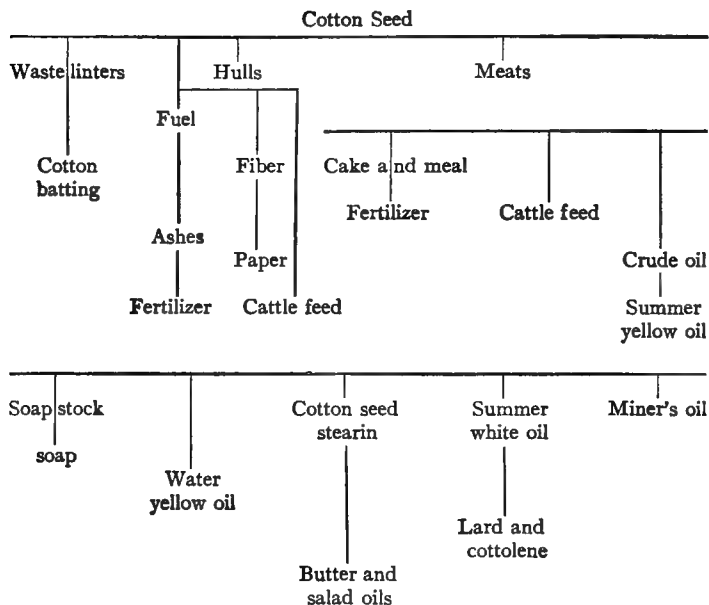 Cotton Seed
Waste linters
Hulls
Meats
Fuel
Cotton
batting
Fiber
Cake and meal
Fertilizer
Cattle feed
Ashes
Paper
Crude oil
Fertilizer
Cattle feed
Summer
yellow oil
Soap stock
Cotton seed
stearin
Summer
white oil
Miner's oil
soap
Water
yellow oil
Lard and
cottolene
Butter and
salad oils